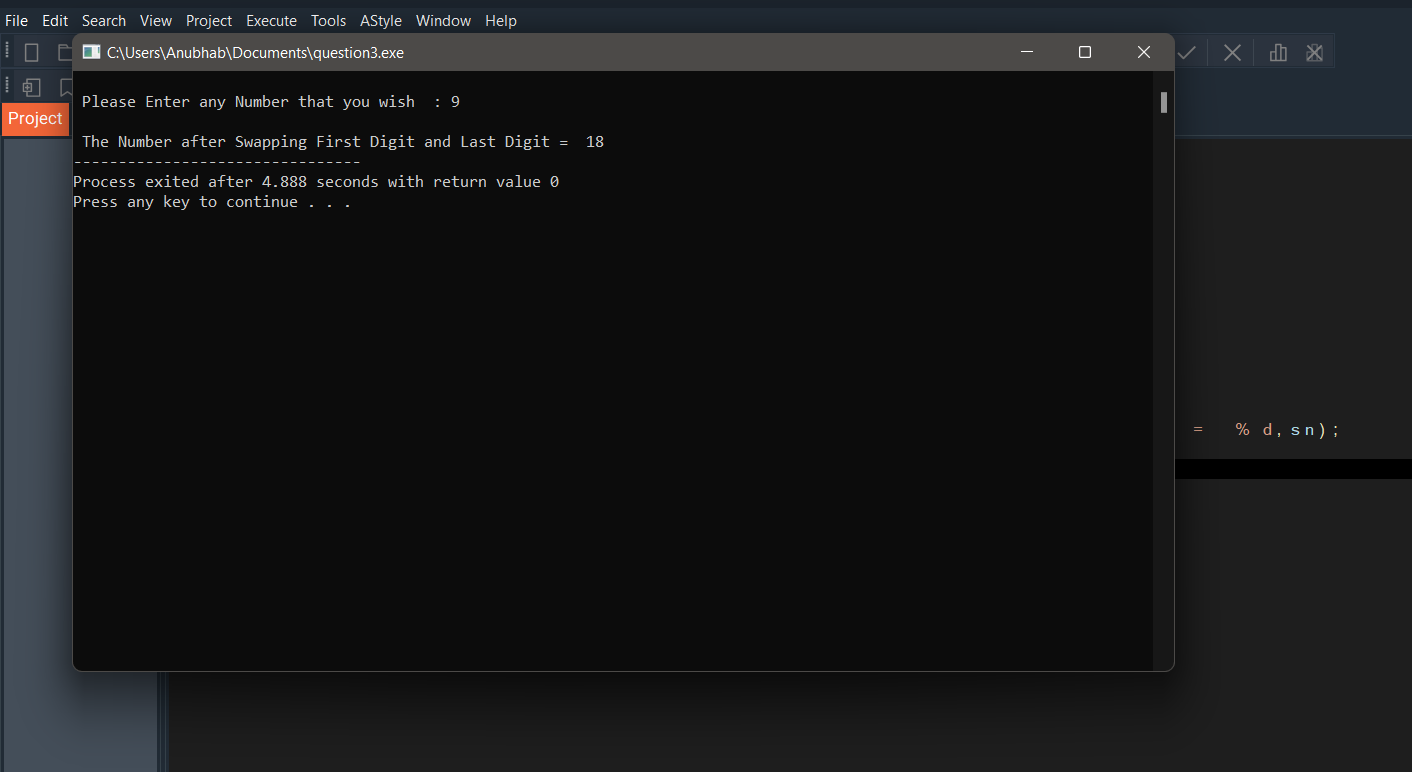 File Edit Search View Project Execute Tools AStyle Window Help
C:\Users\Anubhab\Documents\question3.exe
Project
Please Enter any Number that you wish  : 9
The Number after Swapping First Digit and Last Digit =  18
--------------------------------
Process exited after 4.888 seconds with return value 0
Press any key to continue . . .
=  % d,sn);